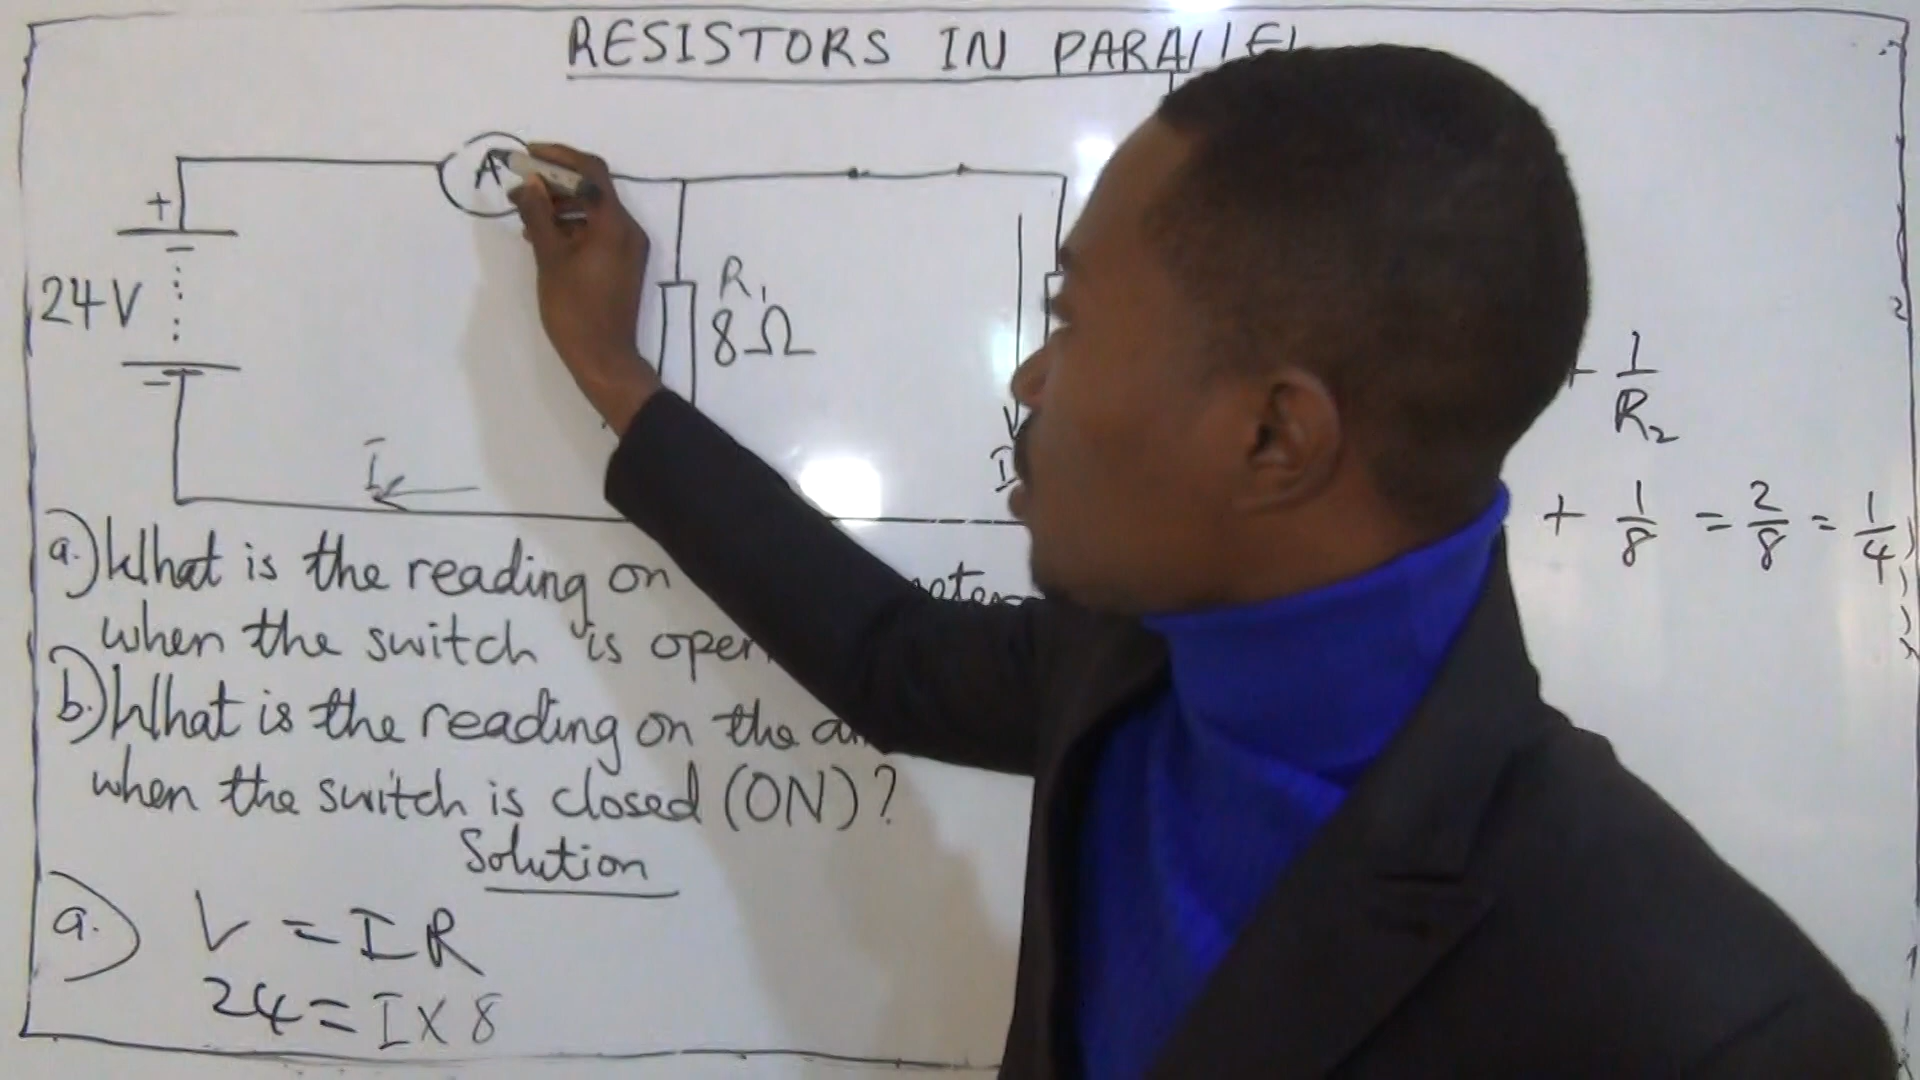 RESISTORS IN PARALLEL
A
+
24V
R1
8Ω
I
I
a.) What is the reading on
when the switch is open
b.) What is the reading on the
when the switch is closed (ON)?
Solution
a.) V = IR
24 = I X 8
+ 1/R2
+ 1/8 = 2/8 = 1/4